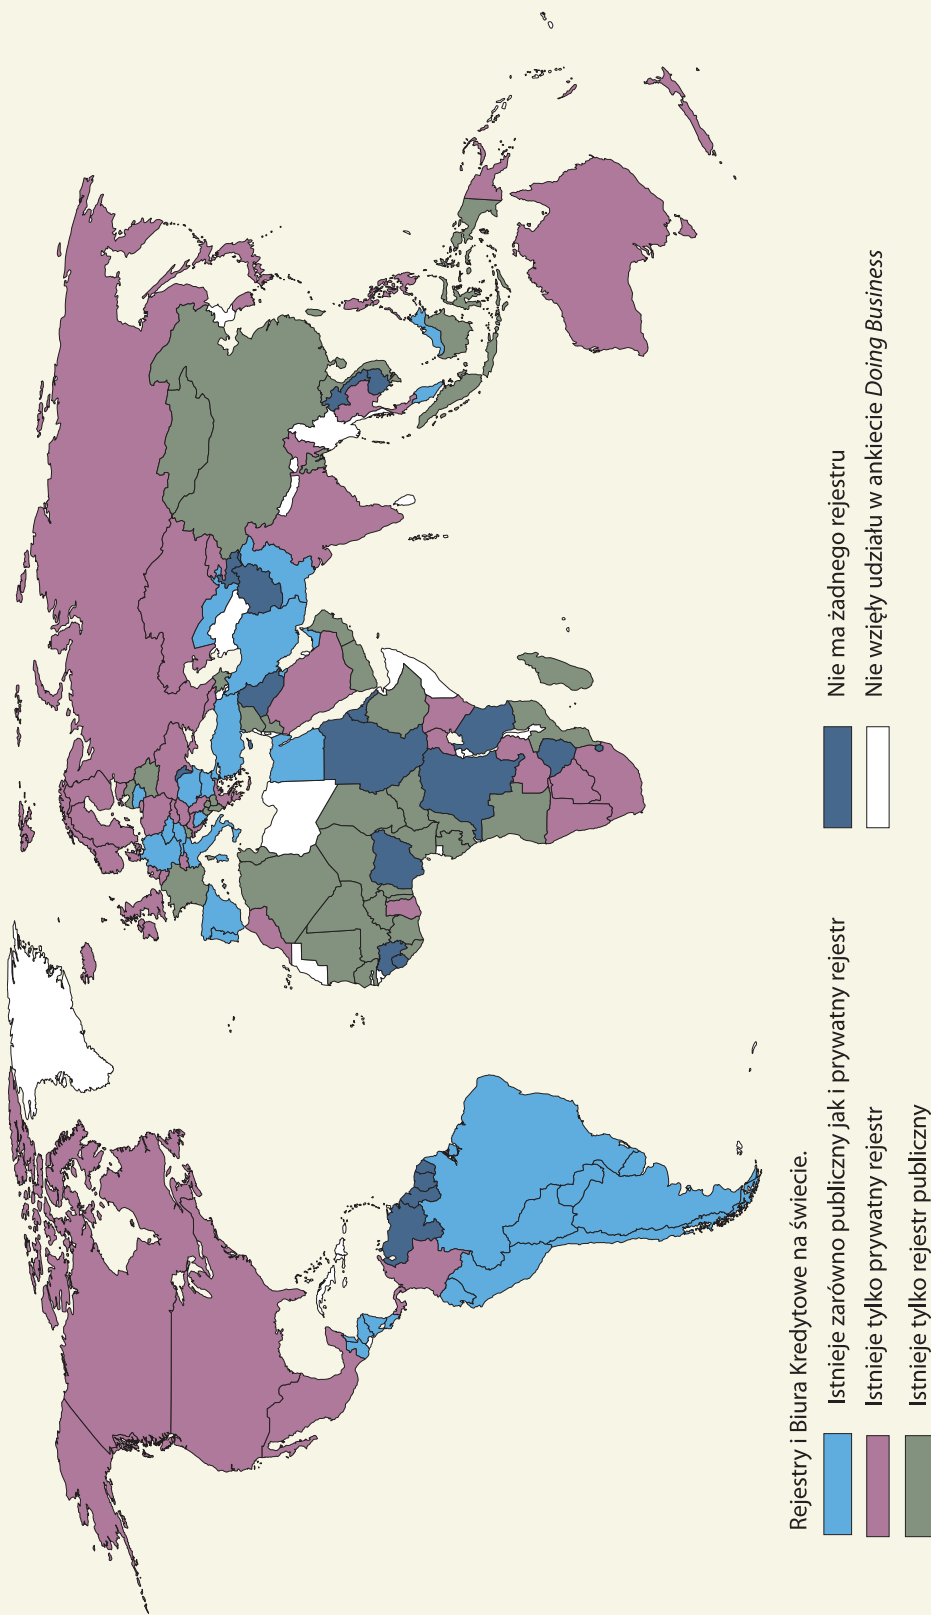 Rejestry i Biura Kredytowe na świecie.
Istnieje zarówno publiczny jak i prywatny rejestr
Istnieje tylko prywatny rejestr
Istnieje tylko rejestr publiczny
Nie ma żadnego rejestru
Nie wzięły udziału w ankiecie Doing Business